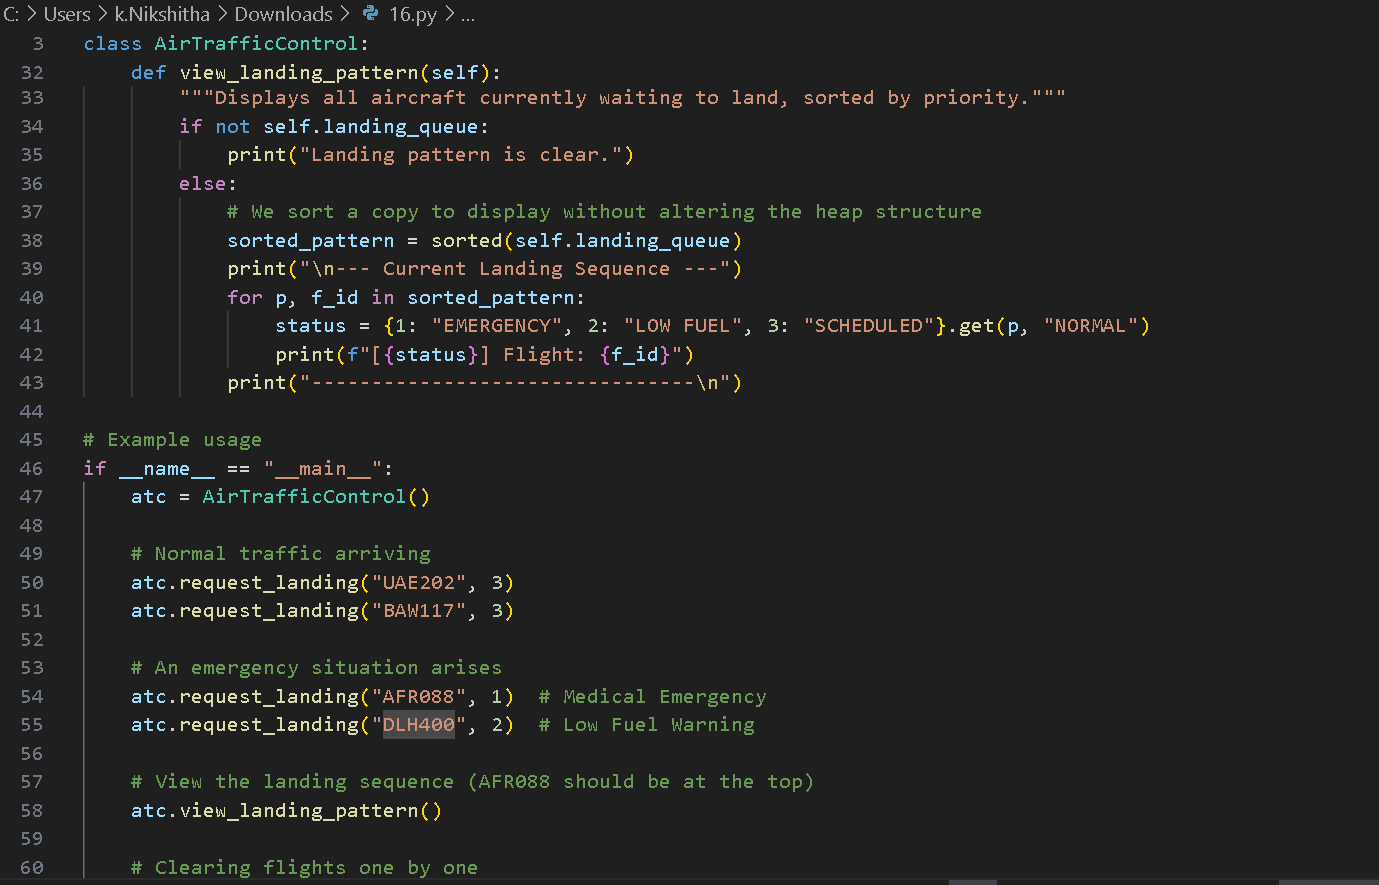 C: > Users > k.Nikshitha > Downloads > 16.py > ...
3 class AirTrafficControl:
32     def view_landing_pattern(self):
33         """Displays all aircraft currently waiting to land, sorted by priority."""
34         if not self.landing_queue:
35             print("Landing pattern is clear.")
36         else:
37             # We sort a copy to display without altering the heap structure
38             sorted_pattern = sorted(self.landing_queue)
39             print("\n--- Current Landing Sequence ---")
40             for p, f_id in sorted_pattern:
41                 status = {1: "EMERGENCY", 2: "LOW FUEL", 3: "SCHEDULED"}.get(p, "NORMAL")
42                 print(f"[{status}] Flight: {f_id}")
43             print("--------------------------------\n")
44
45 # Example usage
46 if __name__ == "__main__":
47     atc = AirTrafficControl()
48
49     # Normal traffic arriving
50     atc.request_landing("UAE202", 3)
51     atc.request_landing("BAW117", 3)
52
53     # An emergency situation arises
54     atc.request_landing("AFR088", 1)  # Medical Emergency
55     atc.request_landing("DLH400", 2)  # Low Fuel Warning
56
57     # View the landing sequence (AFR088 should be at the top)
58     atc.view_landing_pattern()
59
60     # Clearing flights one by one